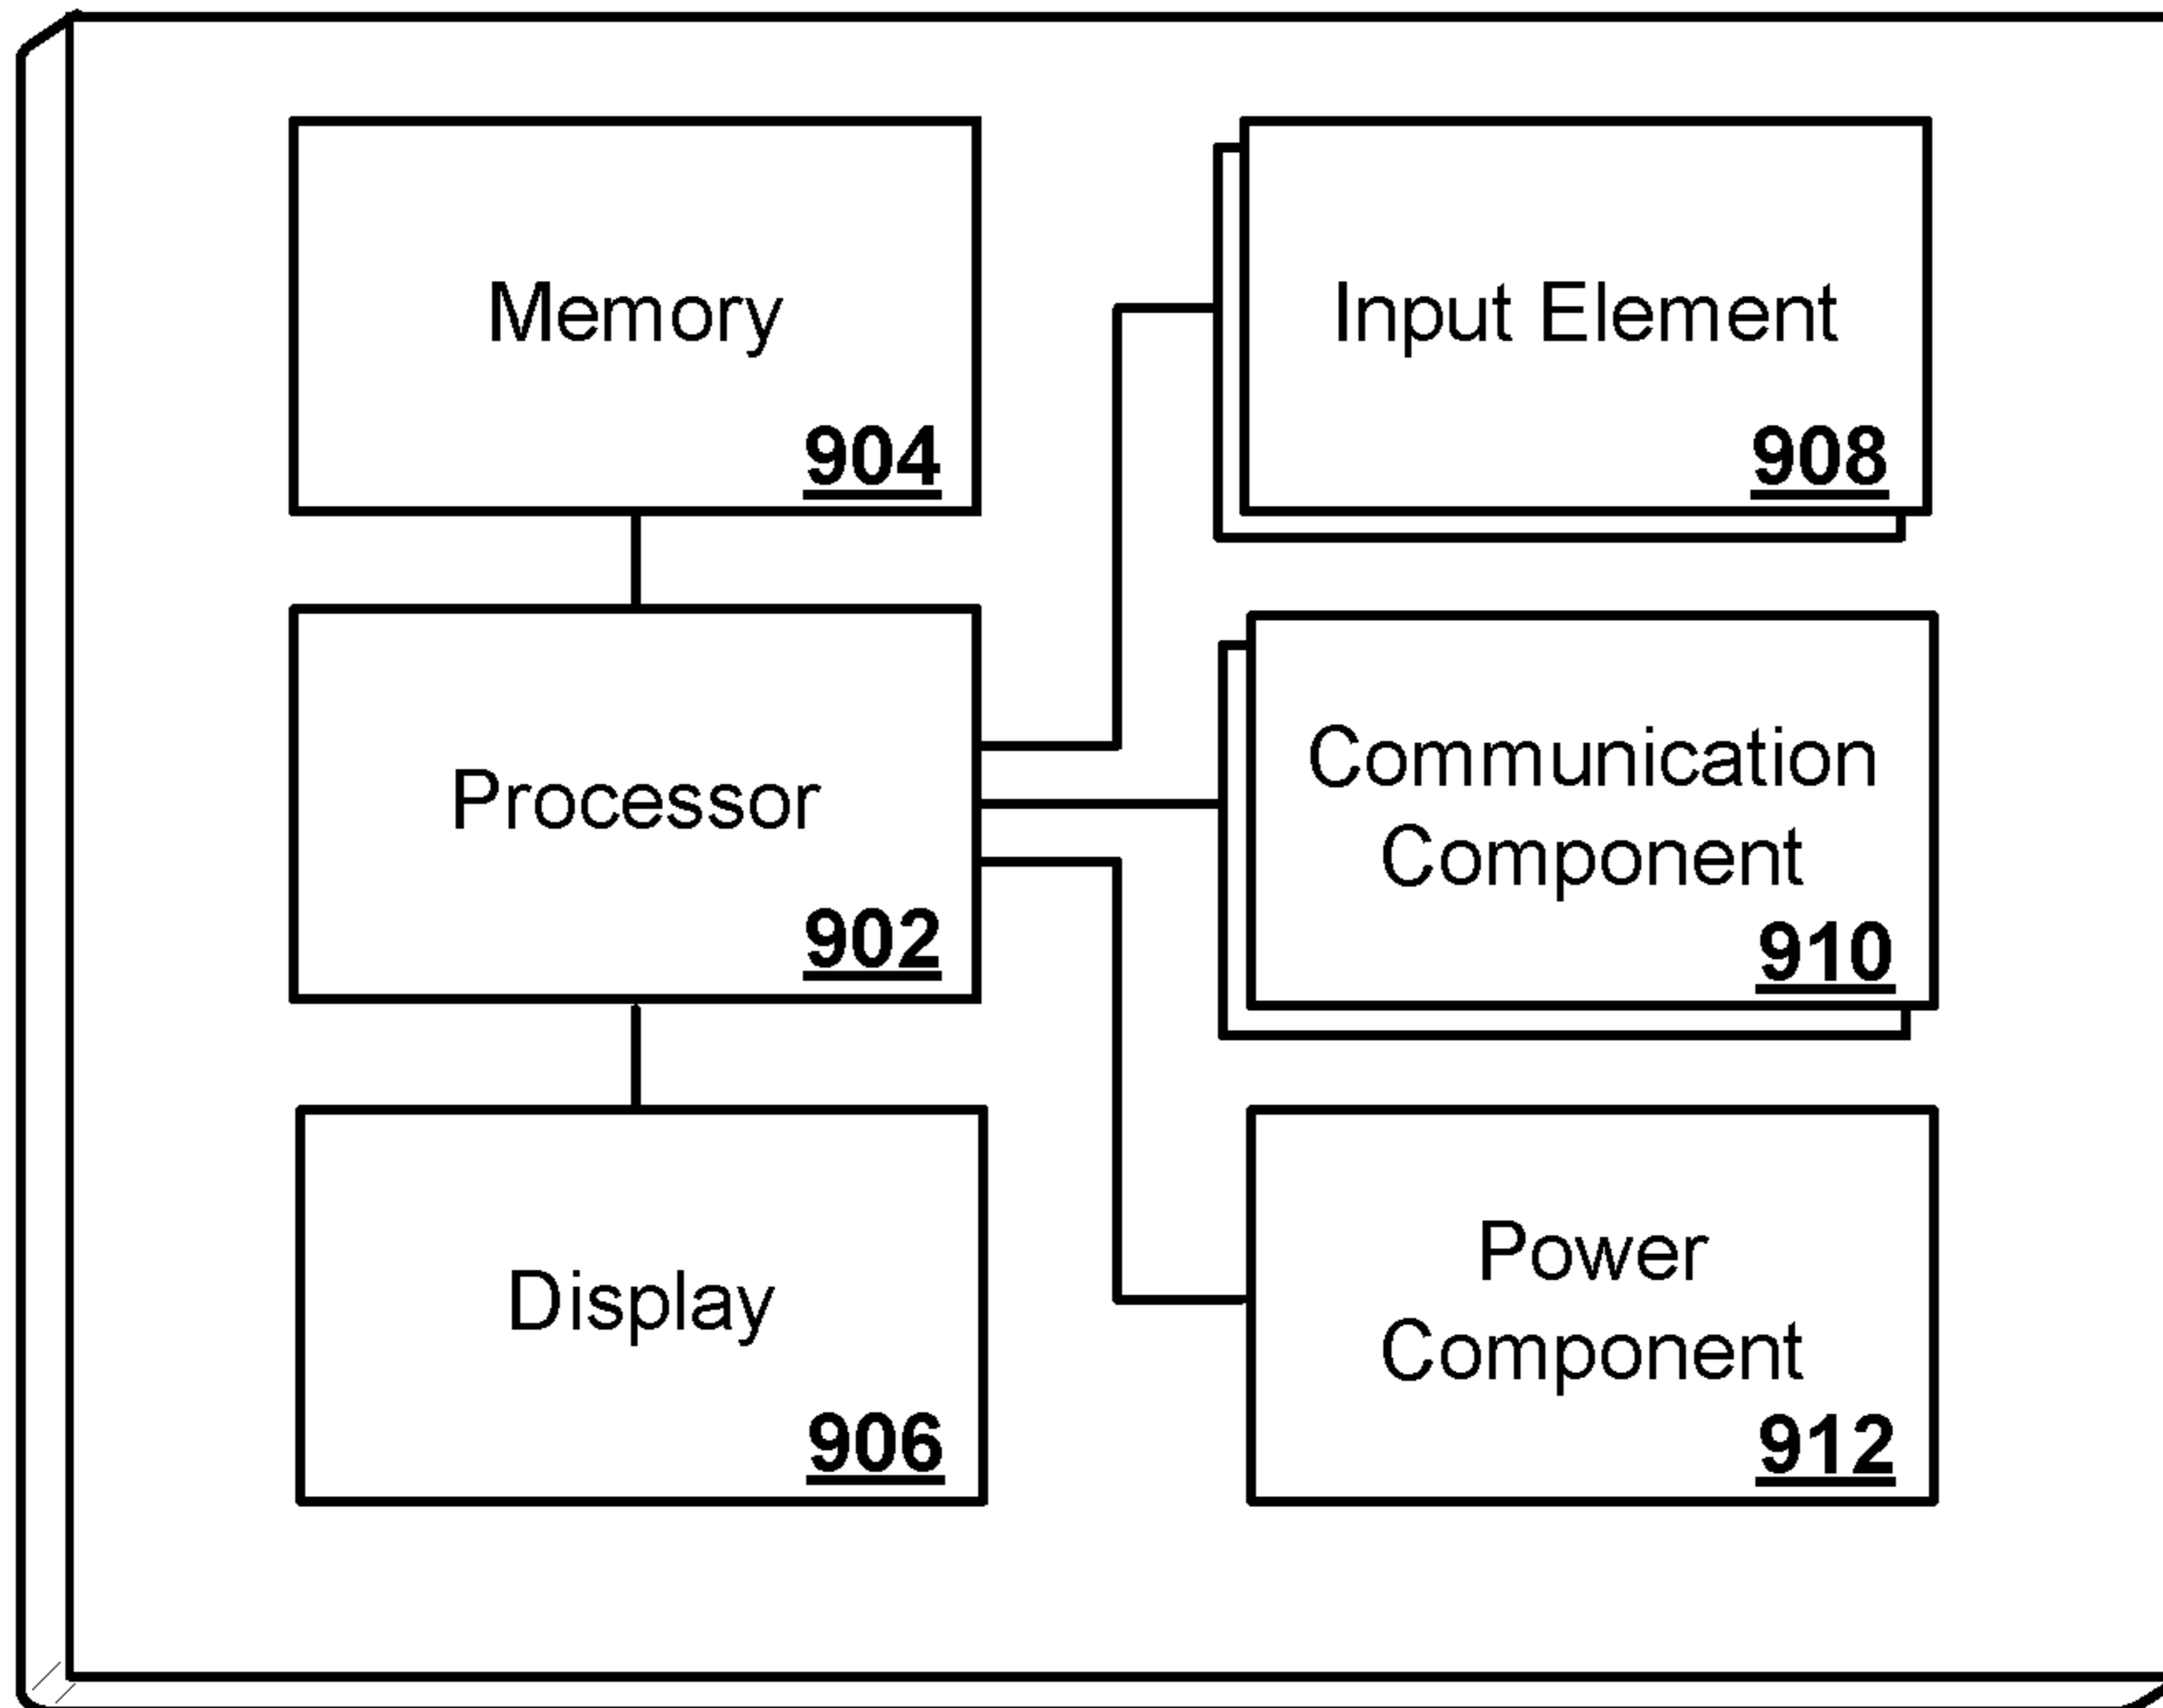 Memory
904
Input Element
908
Processor
902
Communication
Component
910
Display
906
Power
Component
912